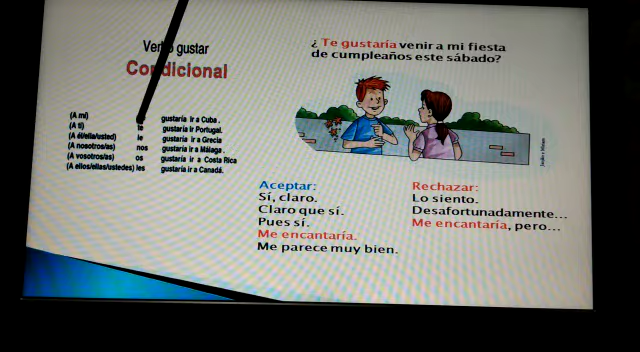 Verbo gustar
Condicional
(A mi) gustaría ir a Cuba.
(A ti) te gustaría ir Portugal.
(A él/ella/usted) le gustaría ir a Grecia
(A nosotros/as) nos gustaría ir a Málaga.
(A vosotros/as) os gustaría ir a Costa Rica
(A ellos/ellas/ustedes) les gustaría ir a Canadá.
¿ Te gustaría venir a mi fiesta
de cumpleaños este sábado?
Aceptar:
Sí, claro.
Claro que sí.
Pues sí.
Me encantaría.
Me parece muy bien.
Rechazar:
Lo siento.
Desafortunadamente...
Me encantaría, pero...